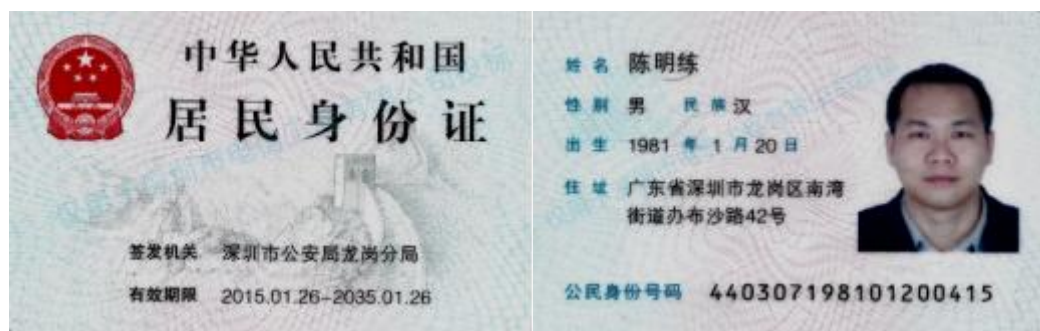 中华人民共和国
居民身份证
签发机关 深圳市公安局龙岗分局
有效期限 2015.01.26-2035.01.26
姓名 陈明练
性别 男 民族 汉
出生 1981 年 1 月 20 日
住址 广东省深圳市龙岗区南湾
街道办布沙路42号
公民身份号码 440307198101200415